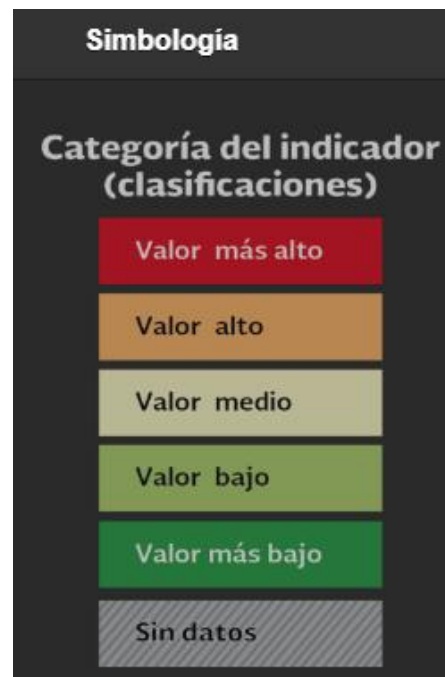 Simbología
Categoría del indicador
(clasificaciones)
Valor más alto
Valor alto
Valor medio
Valor bajo
Valor más bajo
Sin datos